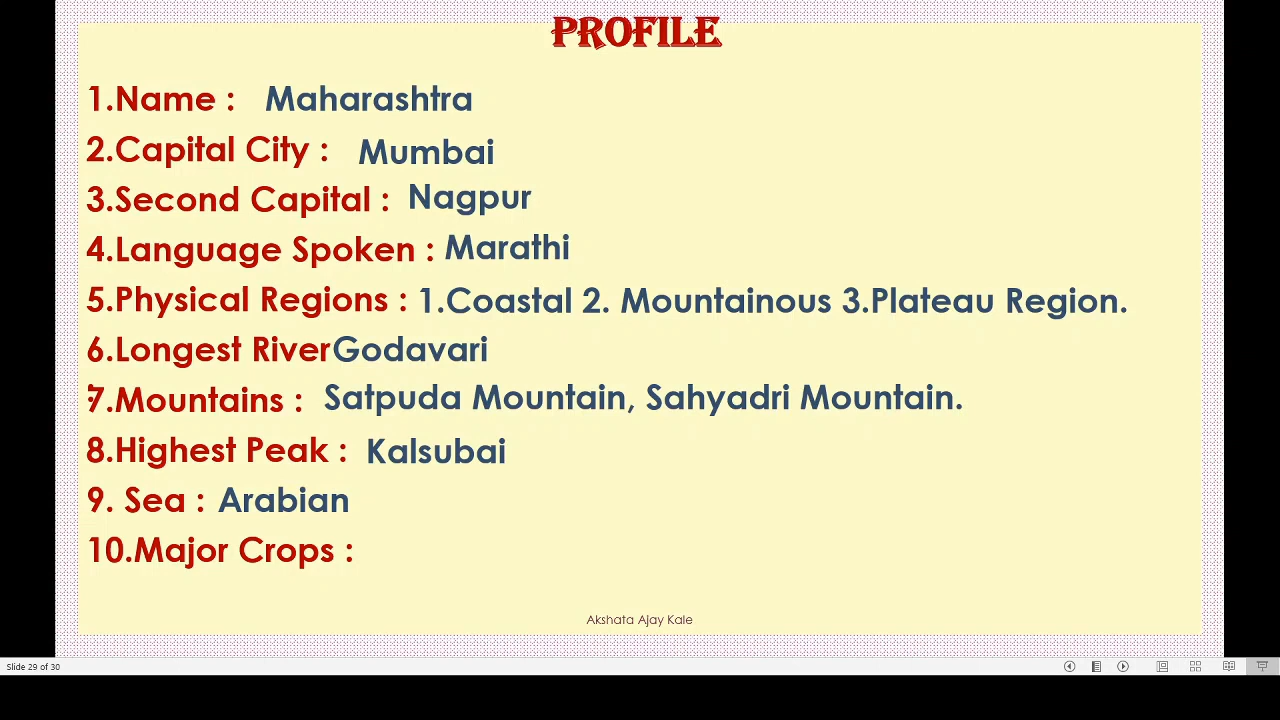 PROFILE
1.Name : Maharashtra
2.Capital City : Mumbai
3.Second Capital : Nagpur
4.Language Spoken : Marathi
5.Physical Regions : 1.Coastal 2. Mountainous 3.Plateau Region.
6.Longest River Godavari
:
7.Mountains : Satpuda Mountain, Sahyadri Mountain.
8.Highest Peak : Kalsubai
9. Sea : Arabian
10.Major Crops :
Akshata Ajay Kale
Slide 29 of 30